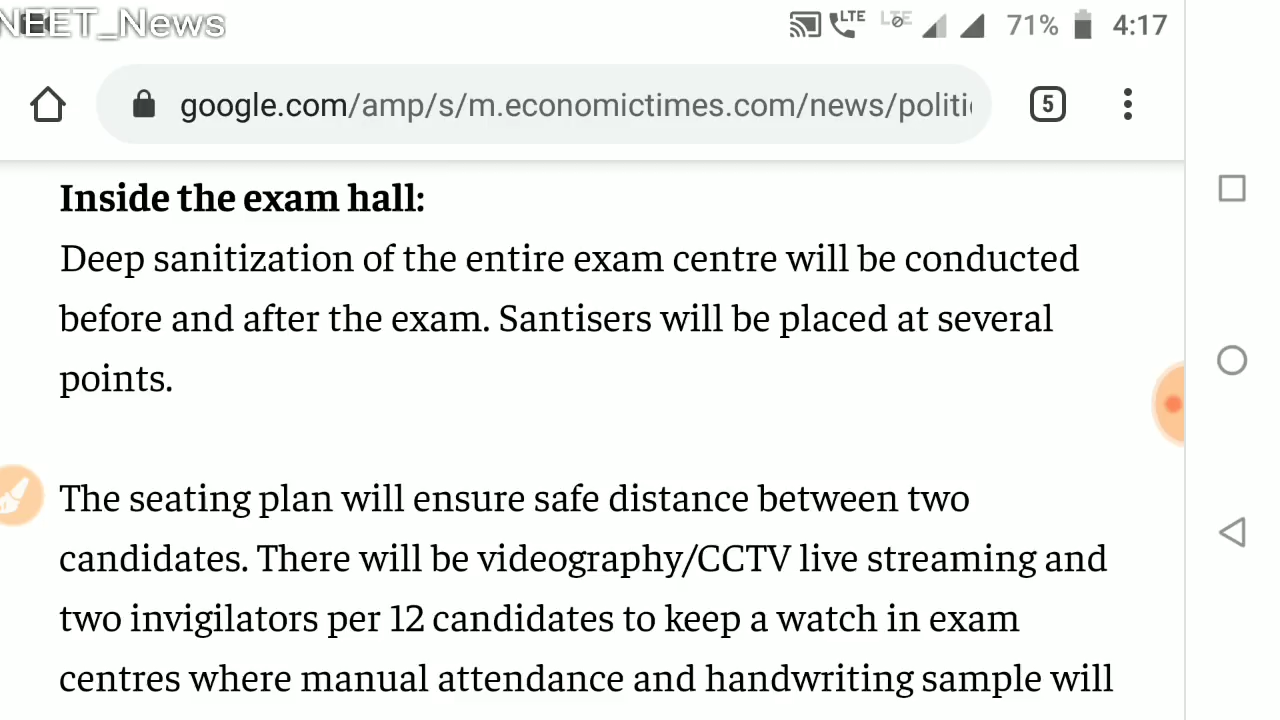 NEET_News
LTE LTE 71% 4:17
google.com/amp/s/m.economictimes.com/news/politi
5
Inside the exam hall:
Deep sanitization of the entire exam centre will be conducted
before and after the exam. Santisers will be placed at several
points.
The seating plan will ensure safe distance between two
candidates. There will be videography/CCTV live streaming and
two invigilators per 12 candidates to keep a watch in exam
centres where manual attendance and handwriting sample will